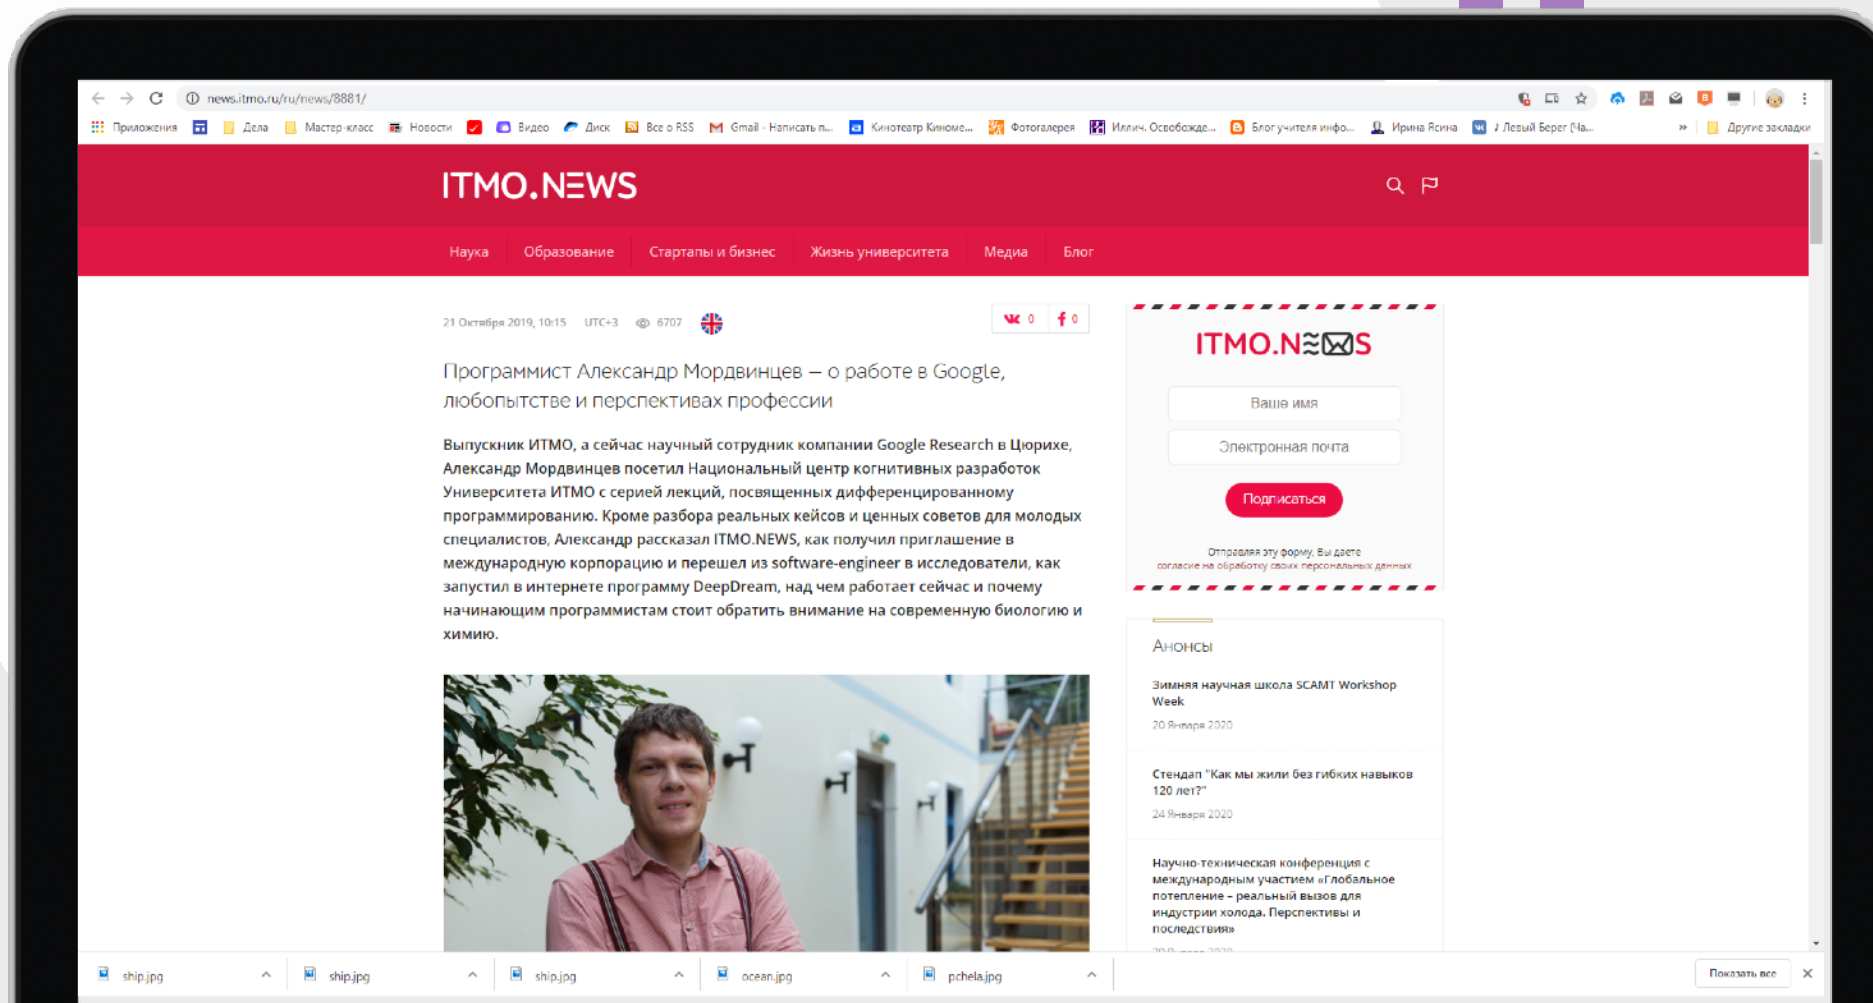 news.itmo.ru/ru/news/8881/
Приложения Дела Мастер-класс Новости Видео Диск Все о RSS Gmail - Написать п... Кинотеатр Киноме... Фотогалерея Иллич. Освобожде... Блог учителя инфо... Ирина Ясина Левый Берег (Ча... » Другие закладки
ITMO.NEWS
Наука Образование Стартапы и бизнес Жизнь университета Медиа Блог
21 Октября 2019, 10:15 UTC+3 6707
0 0
Программист Александр Мордвинцев — о работе в Google,
любопытстве и перспективах профессии
Выпускник ИТМО, а сейчас научный сотрудник компании Google Research в Цюрихе,
Александр Мордвинцев посетил Национальный центр когнитивных разработок
Университета ИТМО с серией лекций, посвященных дифференцированному
программированию. Кроме разбора реальных кейсов и ценных советов для молодых
специалистов, Александр рассказал ITMO.NEWS, как получил приглашение в
международную корпорацию и перешел из software-engineer в исследователи, как
запустил в интернете программу DeepDream, над чем работает сейчас и почему
начинающим программистам стоит обратить внимание на современную биологию и
химию.
ITMO.NEWS
Ваше имя
Электронная почта
Подписаться
Отправляя эту форму, Вы даете
согласие на обработку своих персональных данных
Анонсы
Зимняя научная школа SCAMT Workshop
Week
20 Января 2020
Стендап "Как мы жили без гибких навыков
120 лет?"
24 Января 2020
Научно-техническая конференция с
международным участием «Глобальное
потепление – реальный вызов для
индустрии холода. Перспективы и
последствия»
ship.jpg ship.jpg ship.jpg ocean.jpg pchela.jpg Показать все